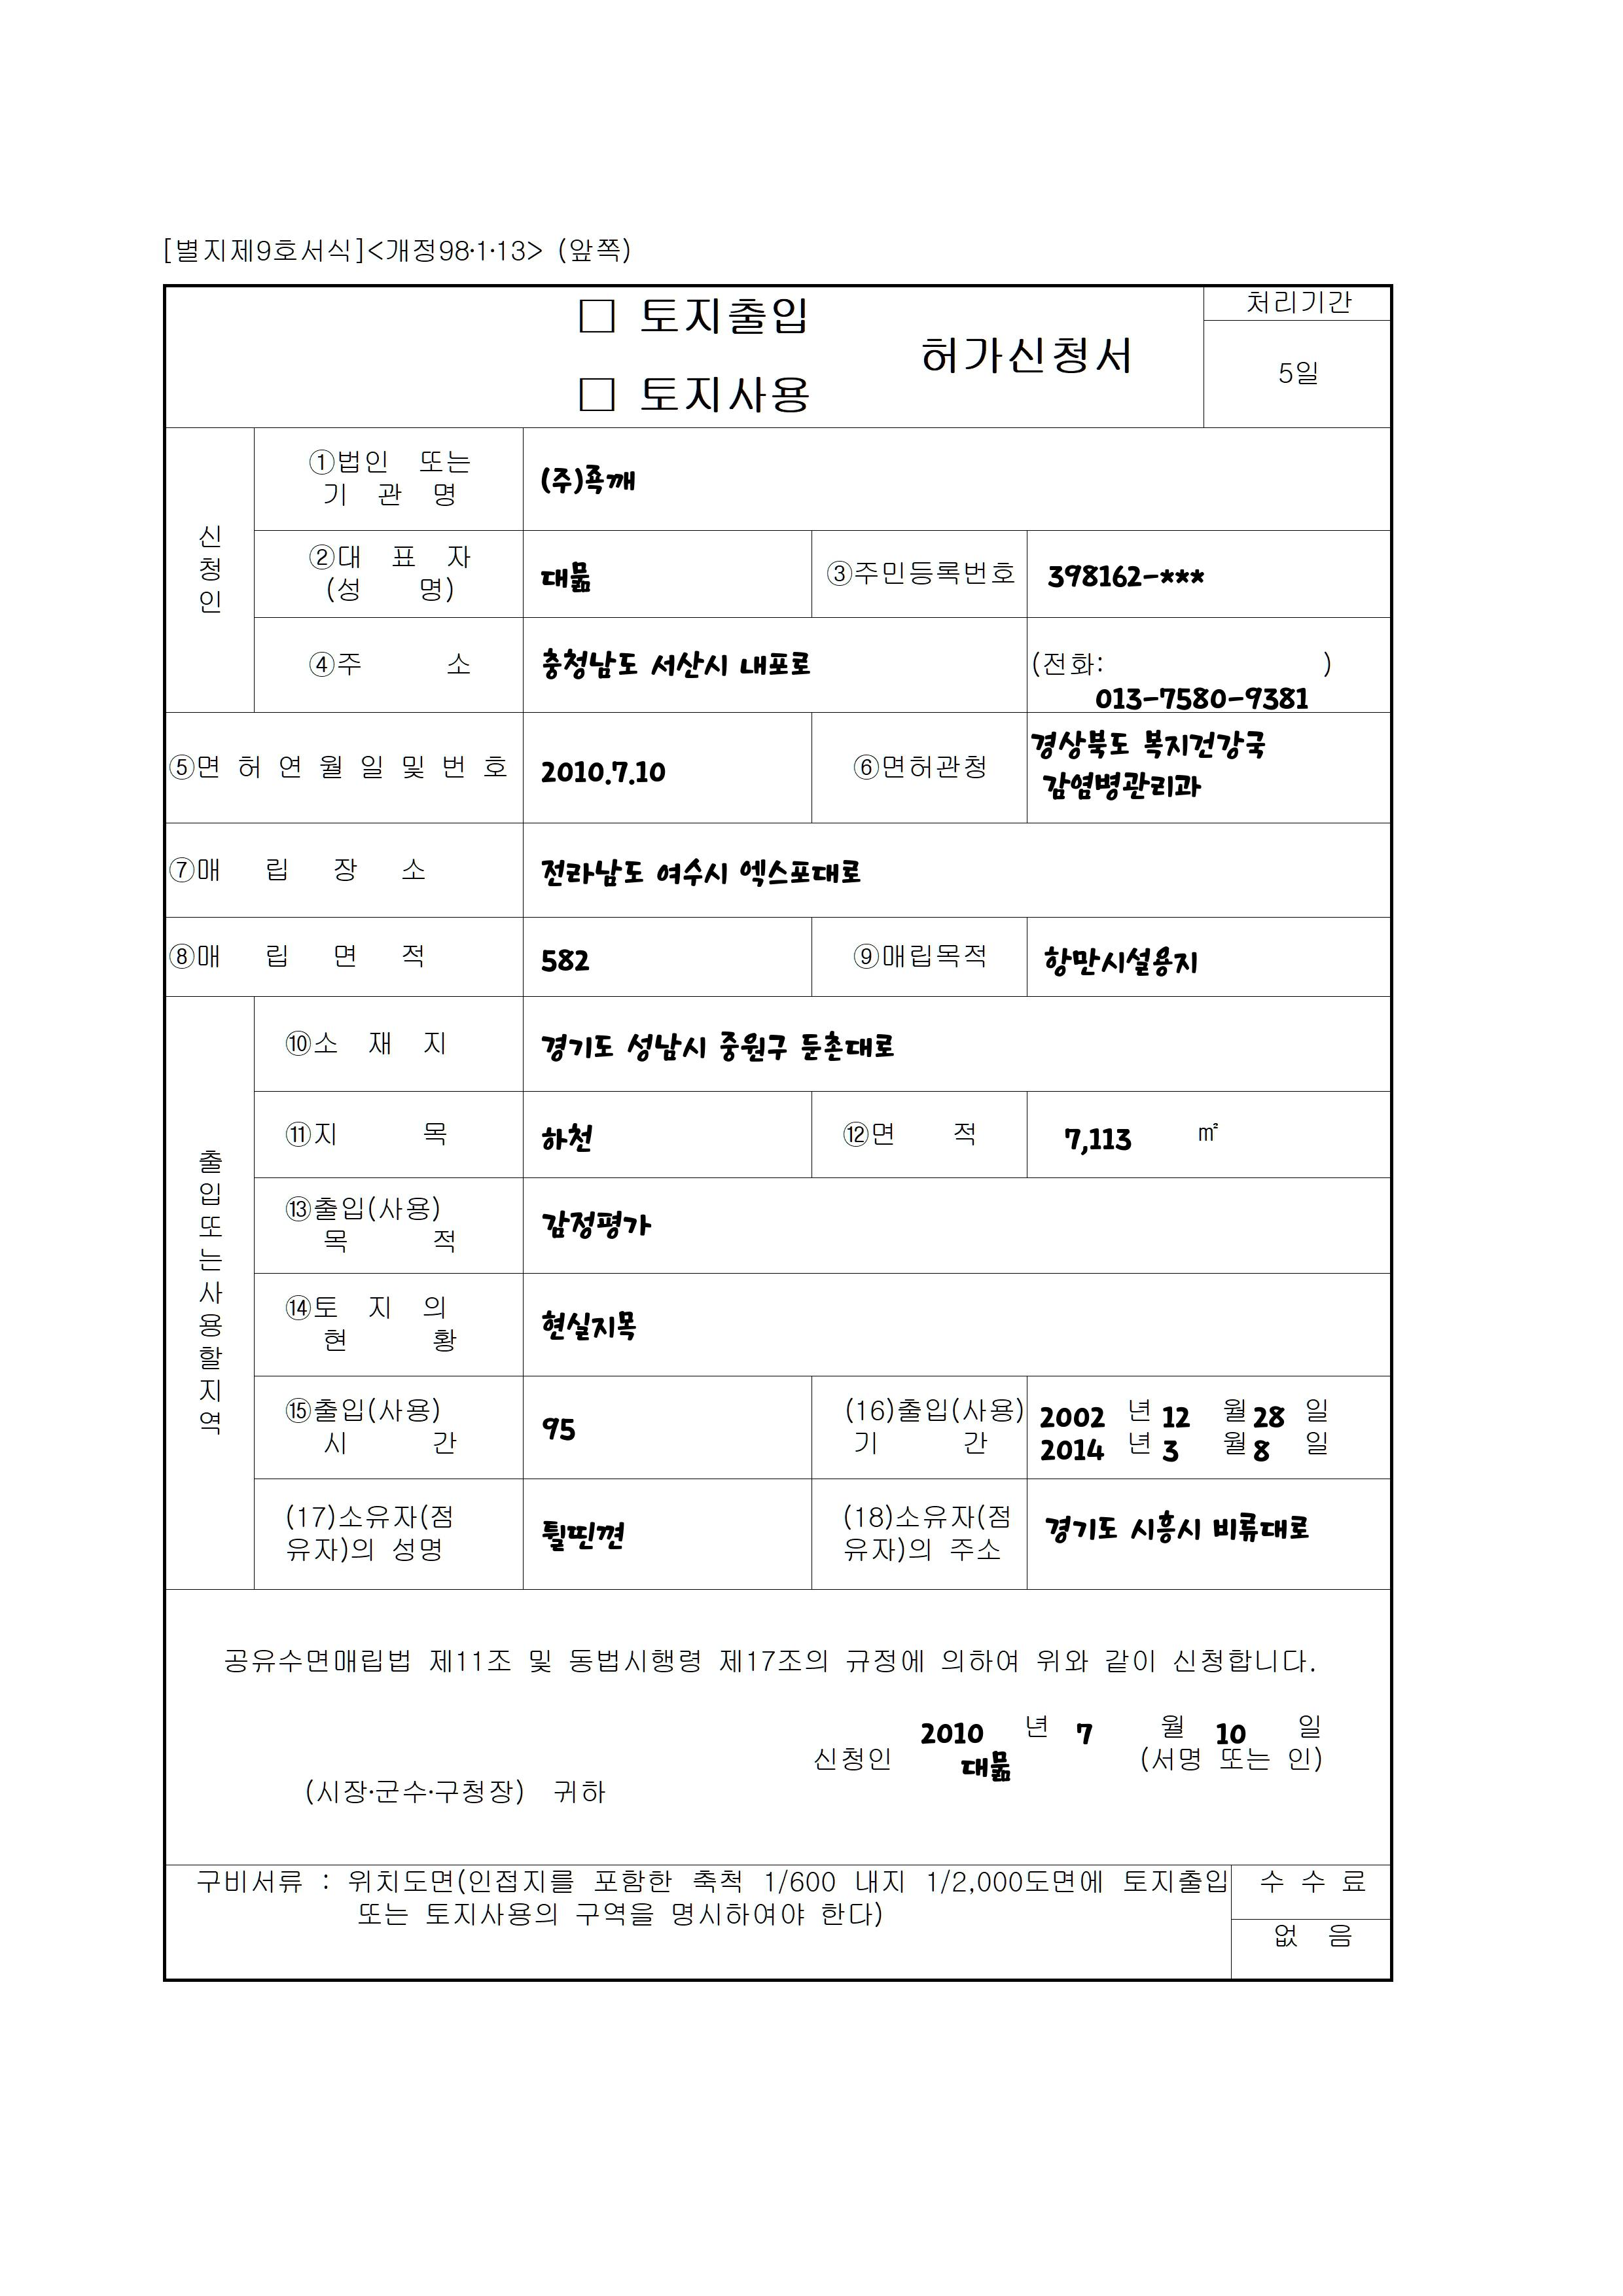 [별지제9호서식]<개정98·1·13> (앞쪽)
□ 토지출입
□ 토지사용
허가신청서
처리기간
5일
신청인
①법인 또는
기 관 명
(주)욕깨
②대 표 자
(성 명)
대뭂
③주민등록번호
398162-***
④주 소
충청남도 서산시 내포로
(전화: )
013-7580-9381
⑤면 허 연 월 일 및 번 호
2010.7.10
⑥면허관청
경상북도 복지건강국
감염병관리과
⑦매 립 장 소
전라남도 여수시 엑스포대로
⑧매 립 면 적
582
⑨매립목적
항만시설용지
출입또는사용할지역
⑩소 재 지
경기도 성남시 중원구 둔촌대로
⑪지 목
하천
⑫면 적
7,113 ㎡
⑬출입(사용)
목 적
감정평가
⑭토 지 의
현 황
현실지목
⑮출입(사용)
시 간
95
(16)출입(사용)
기 간
2002 년 12 월 28 일
2014 년 3 월 8 일
(17)소유자(점
유자)의 성명
튈띤껸
(18)소유자(점
유자)의 주소
경기도 시흥시 비류대로
공유수면매립법 제11조 및 동법시행령 제17조의 규정에 의하여 위와 같이 신청합니다.
2010 년 7 월 10 일
신청인 대뭂 (서명 또는 인)
(시장·군수·구청장) 귀하
구비서류 : 위치도면(인접지를 포함한 축척 1/600 내지 1/2,000도면에 토지출입
또는 토지사용의 구역을 명시하여야 한다)
수 수 료
없 음